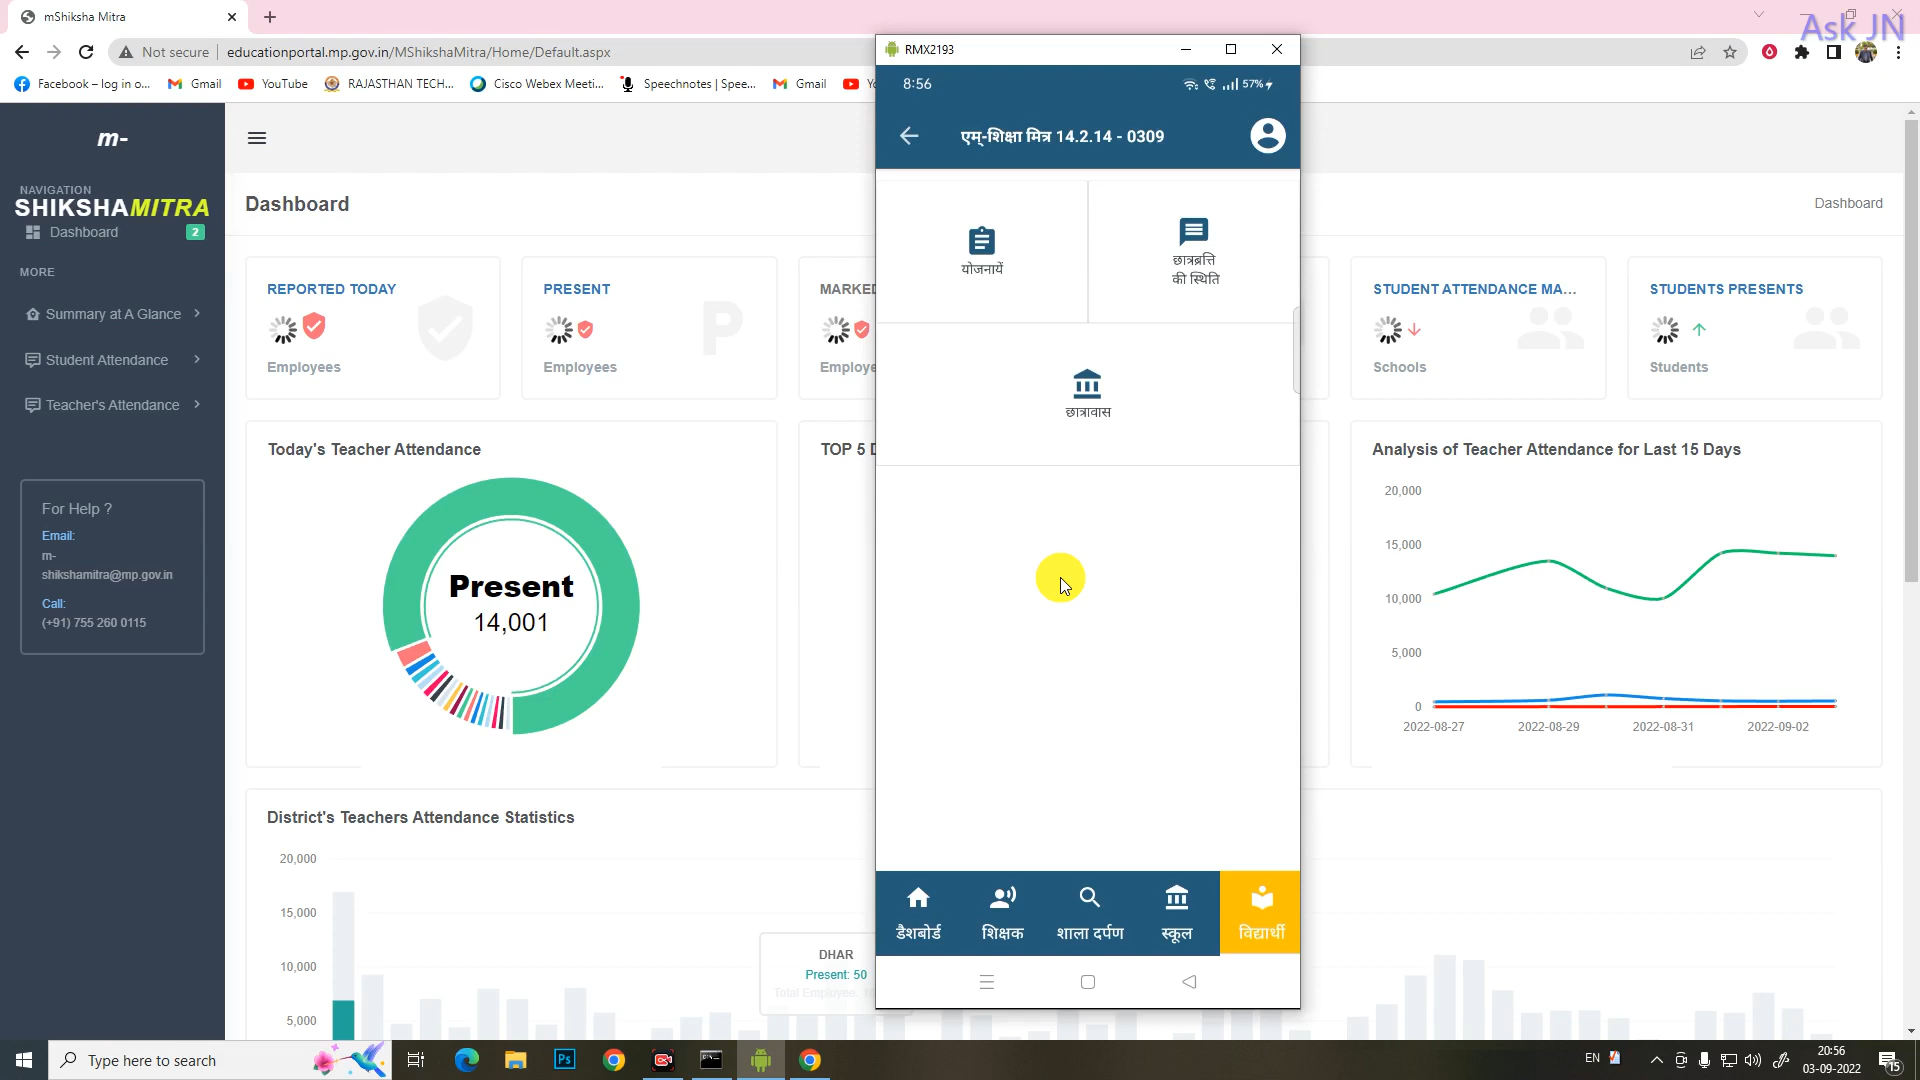 mShiksha Mitra
Ask JN
Not secure
educationportal.mp.gov.in/MShikshaMitra/Home/Default.aspx
Facebook – log in o...
Gmail
YouTube
RAJASTHAN TECH...
Cisco Webex Meeti...
Speechnotes | Spee...
Gmail
m-
NAVIGATION
SHIKSHAMITRA
Dashboard
2
MORE
Summary at A Glance
Student Attendance
Teacher's Attendance
For Help ?
Email:
m-
shikshamitra@mp.gov.in
Call:
(+91) 755 260 0115
Dashboard
Dashboard
REPORTED TODAY
Employees
PRESENT
P
Employees
MARKED
Employe
STUDENT ATTENDANCE MA...
Schools
STUDENTS PRESENTS
Students
Today's Teacher Attendance
Present
14,001
TOP 5
Analysis of Teacher Attendance for Last 15 Days
20,000
15,000
10,000
5,000
0
2022-08-27
2022-08-29
2022-08-31
2022-09-02
District's Teachers Attendance Statistics
20,000
15,000
10,000
5,000
DHAR
Present: 50
RMX2193
8:56
57%
एम्-शिक्षा मित्र 14.2.14 - 0309
योजनायें
छात्रब्रत्ति
की स्थिति
छात्रावास
डैशबोर्ड
शिक्षक
शाला दर्पण
स्कूल
विद्यार्थी
Type here to search
Ps
EN
20:56
03-09-2022
15